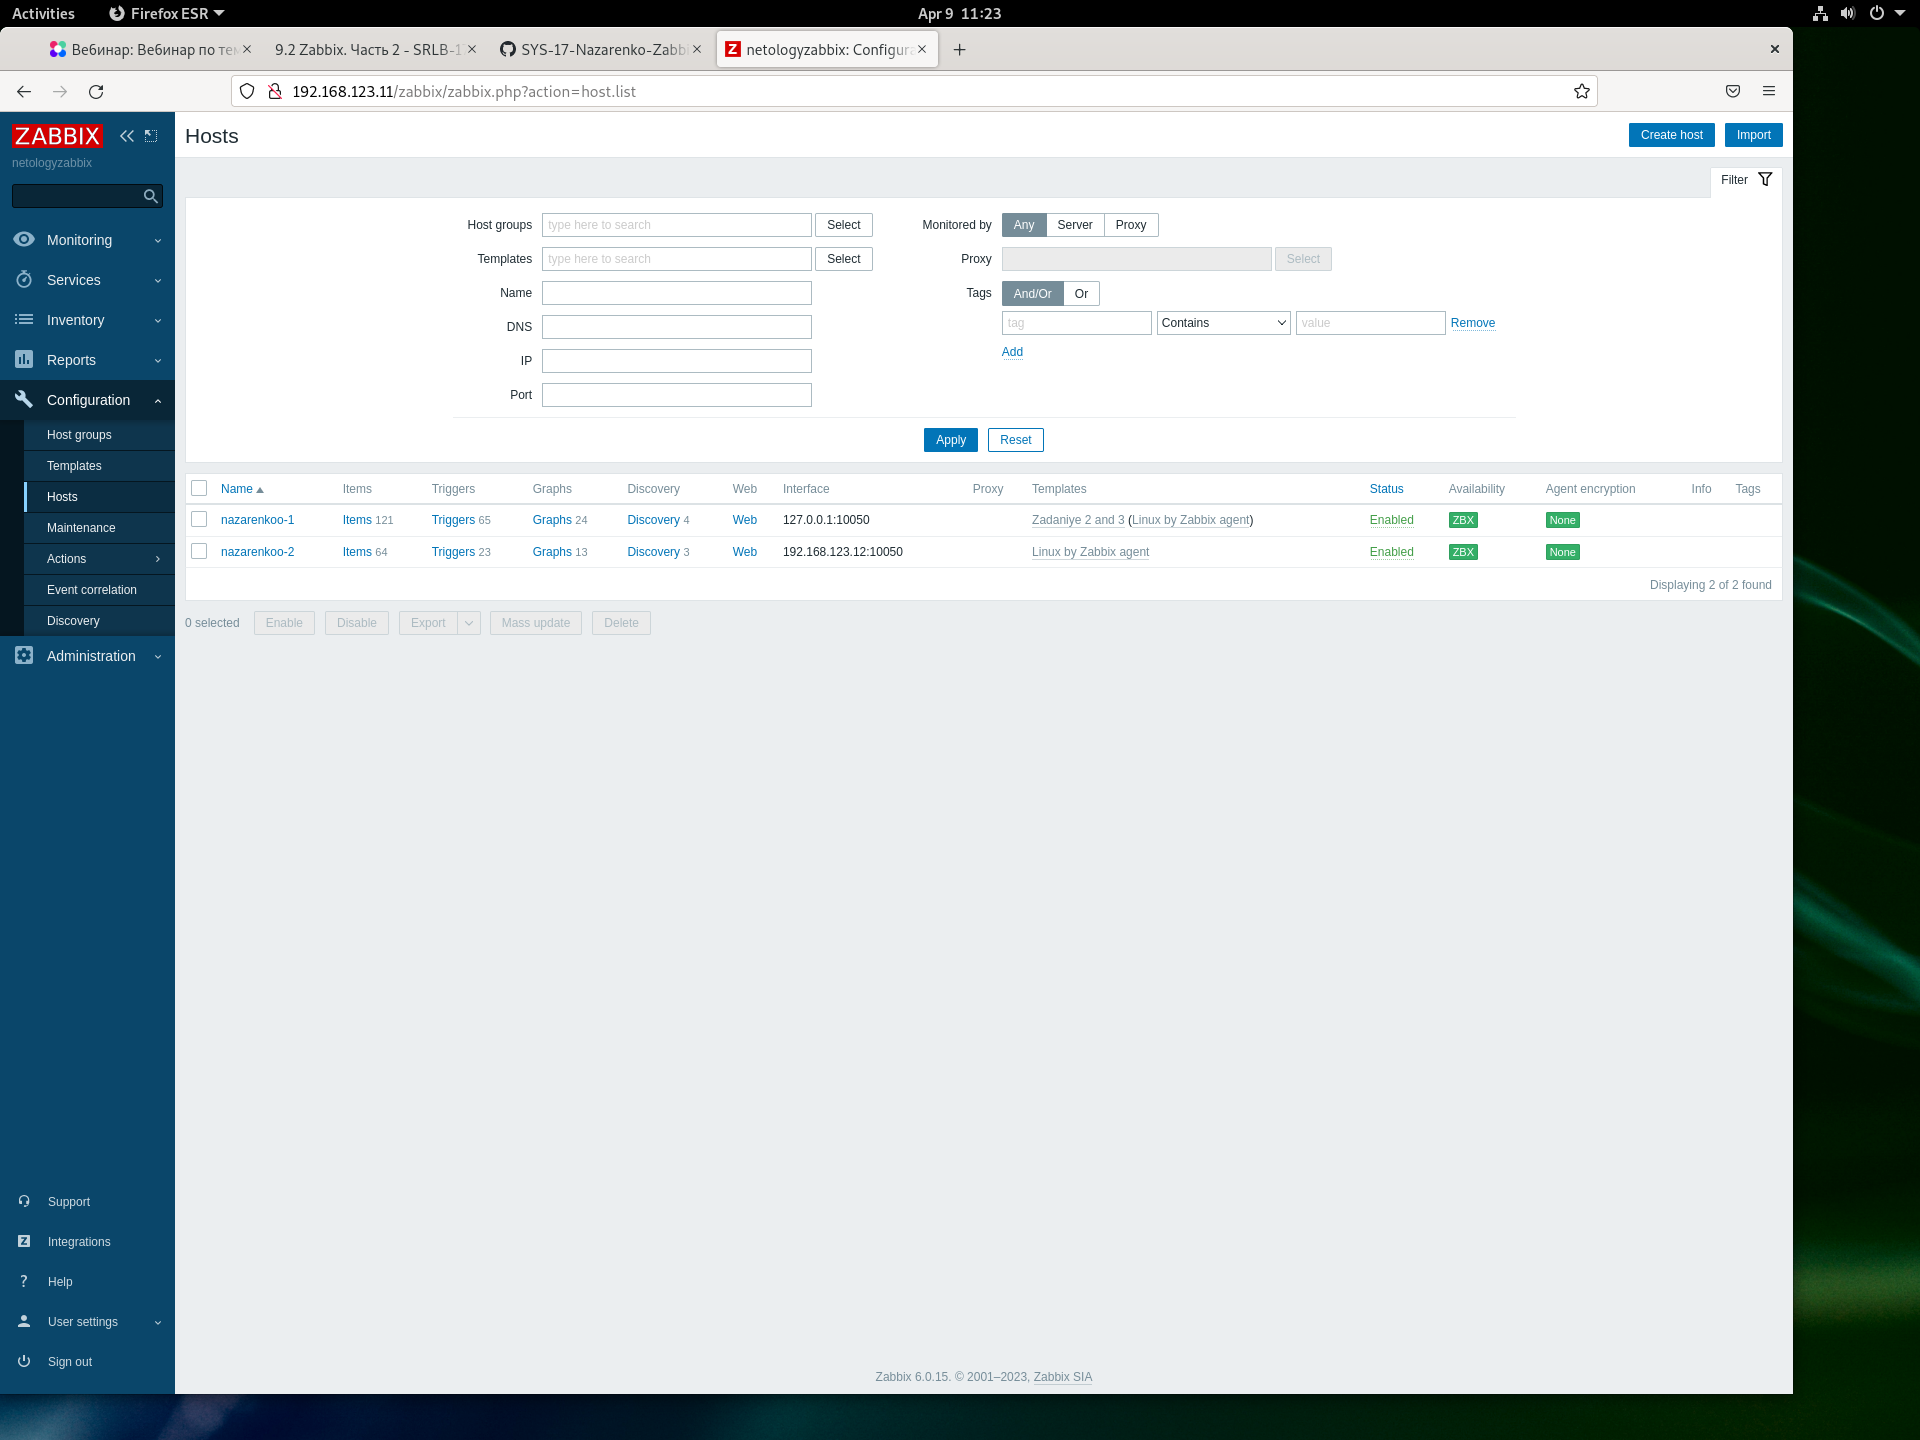 Activities
Firefox ESR
Apr 9 11:23
Вебинар: Вебинар по тем
9.2 Zabbix. Часть 2 - SRLB-1
SYS-17-Nazarenko-Zabb
netologyzabbix: Configura
192.168.123.11/zabbix/zabbix.php?action=host.list
ZABBIX
netologyzabbix
Monitoring
Services
Inventory
Reports
Configuration
Host groups
Templates
Hosts
Maintenance
Actions
Event correlation
Discovery
Administration
Support
Integrations
Help
User settings
Sign out
Hosts
Create host
Import
Filter
Host groups type here to search Select
Templates type here to search Select
Name
DNS
IP
Port
Monitored by Any Server Proxy
Proxy Select
Tags And/Or Or
tag Contains value Remove
Add
Apply Reset
Name Items Triggers Graphs Discovery Web Interface Proxy Templates Status Availability Agent encryption Info Tags
nazarenkoo-1 Items 121 Triggers 65 Graphs 24 Discovery 4 Web 127.0.0.1:10050 Zadaniye 2 and 3 (Linux by Zabbix agent) Enabled ZBX None
nazarenkoo-2 Items 64 Triggers 23 Graphs 13 Discovery 3 Web 192.168.123.12:10050 Linux by Zabbix agent Enabled ZBX None
Displaying 2 of 2 found
0 selected Enable Disable Export Mass update Delete
Zabbix 6.0.15. © 2001–2023, Zabbix SIA